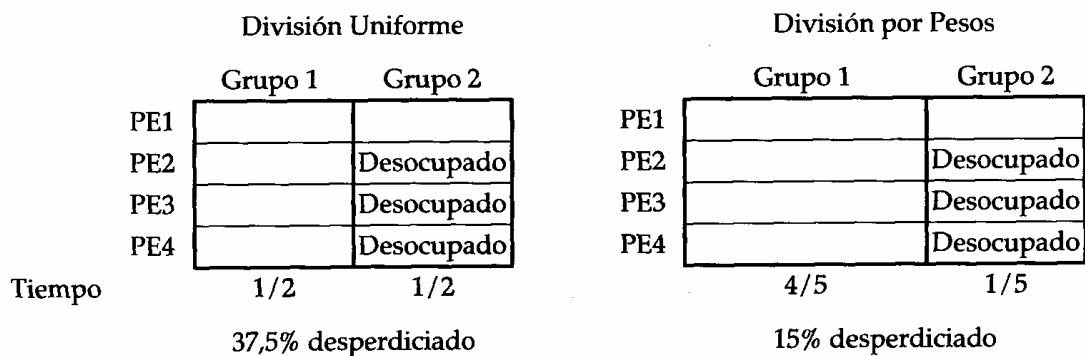 División Uniforme
Grupo 1 Grupo 2
PE1
PE2 Desocupado
PE3 Desocupado
PE4 Desocupado
Tiempo 1/2 1/2
37,5% desperdiciado
División por Pesos
Grupo 1 Grupo 2
PE1
PE2 Desocupado
PE3 Desocupado
PE4 Desocupado
4/5 1/5
15% desperdiciado